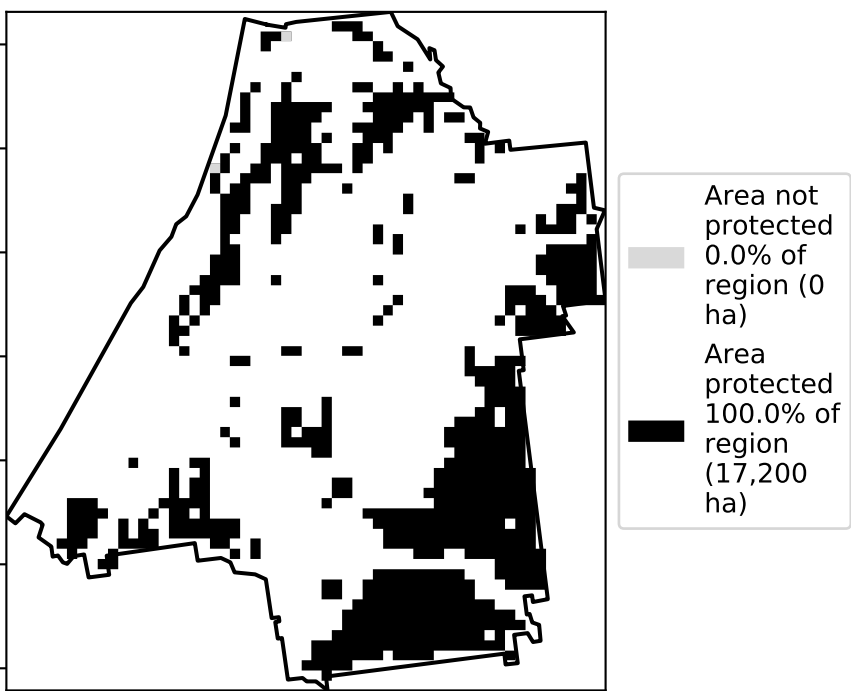 Area not
protected
0.0% of
region (0
ha)
Area
protected
100.0% of
region
(17,200
ha)